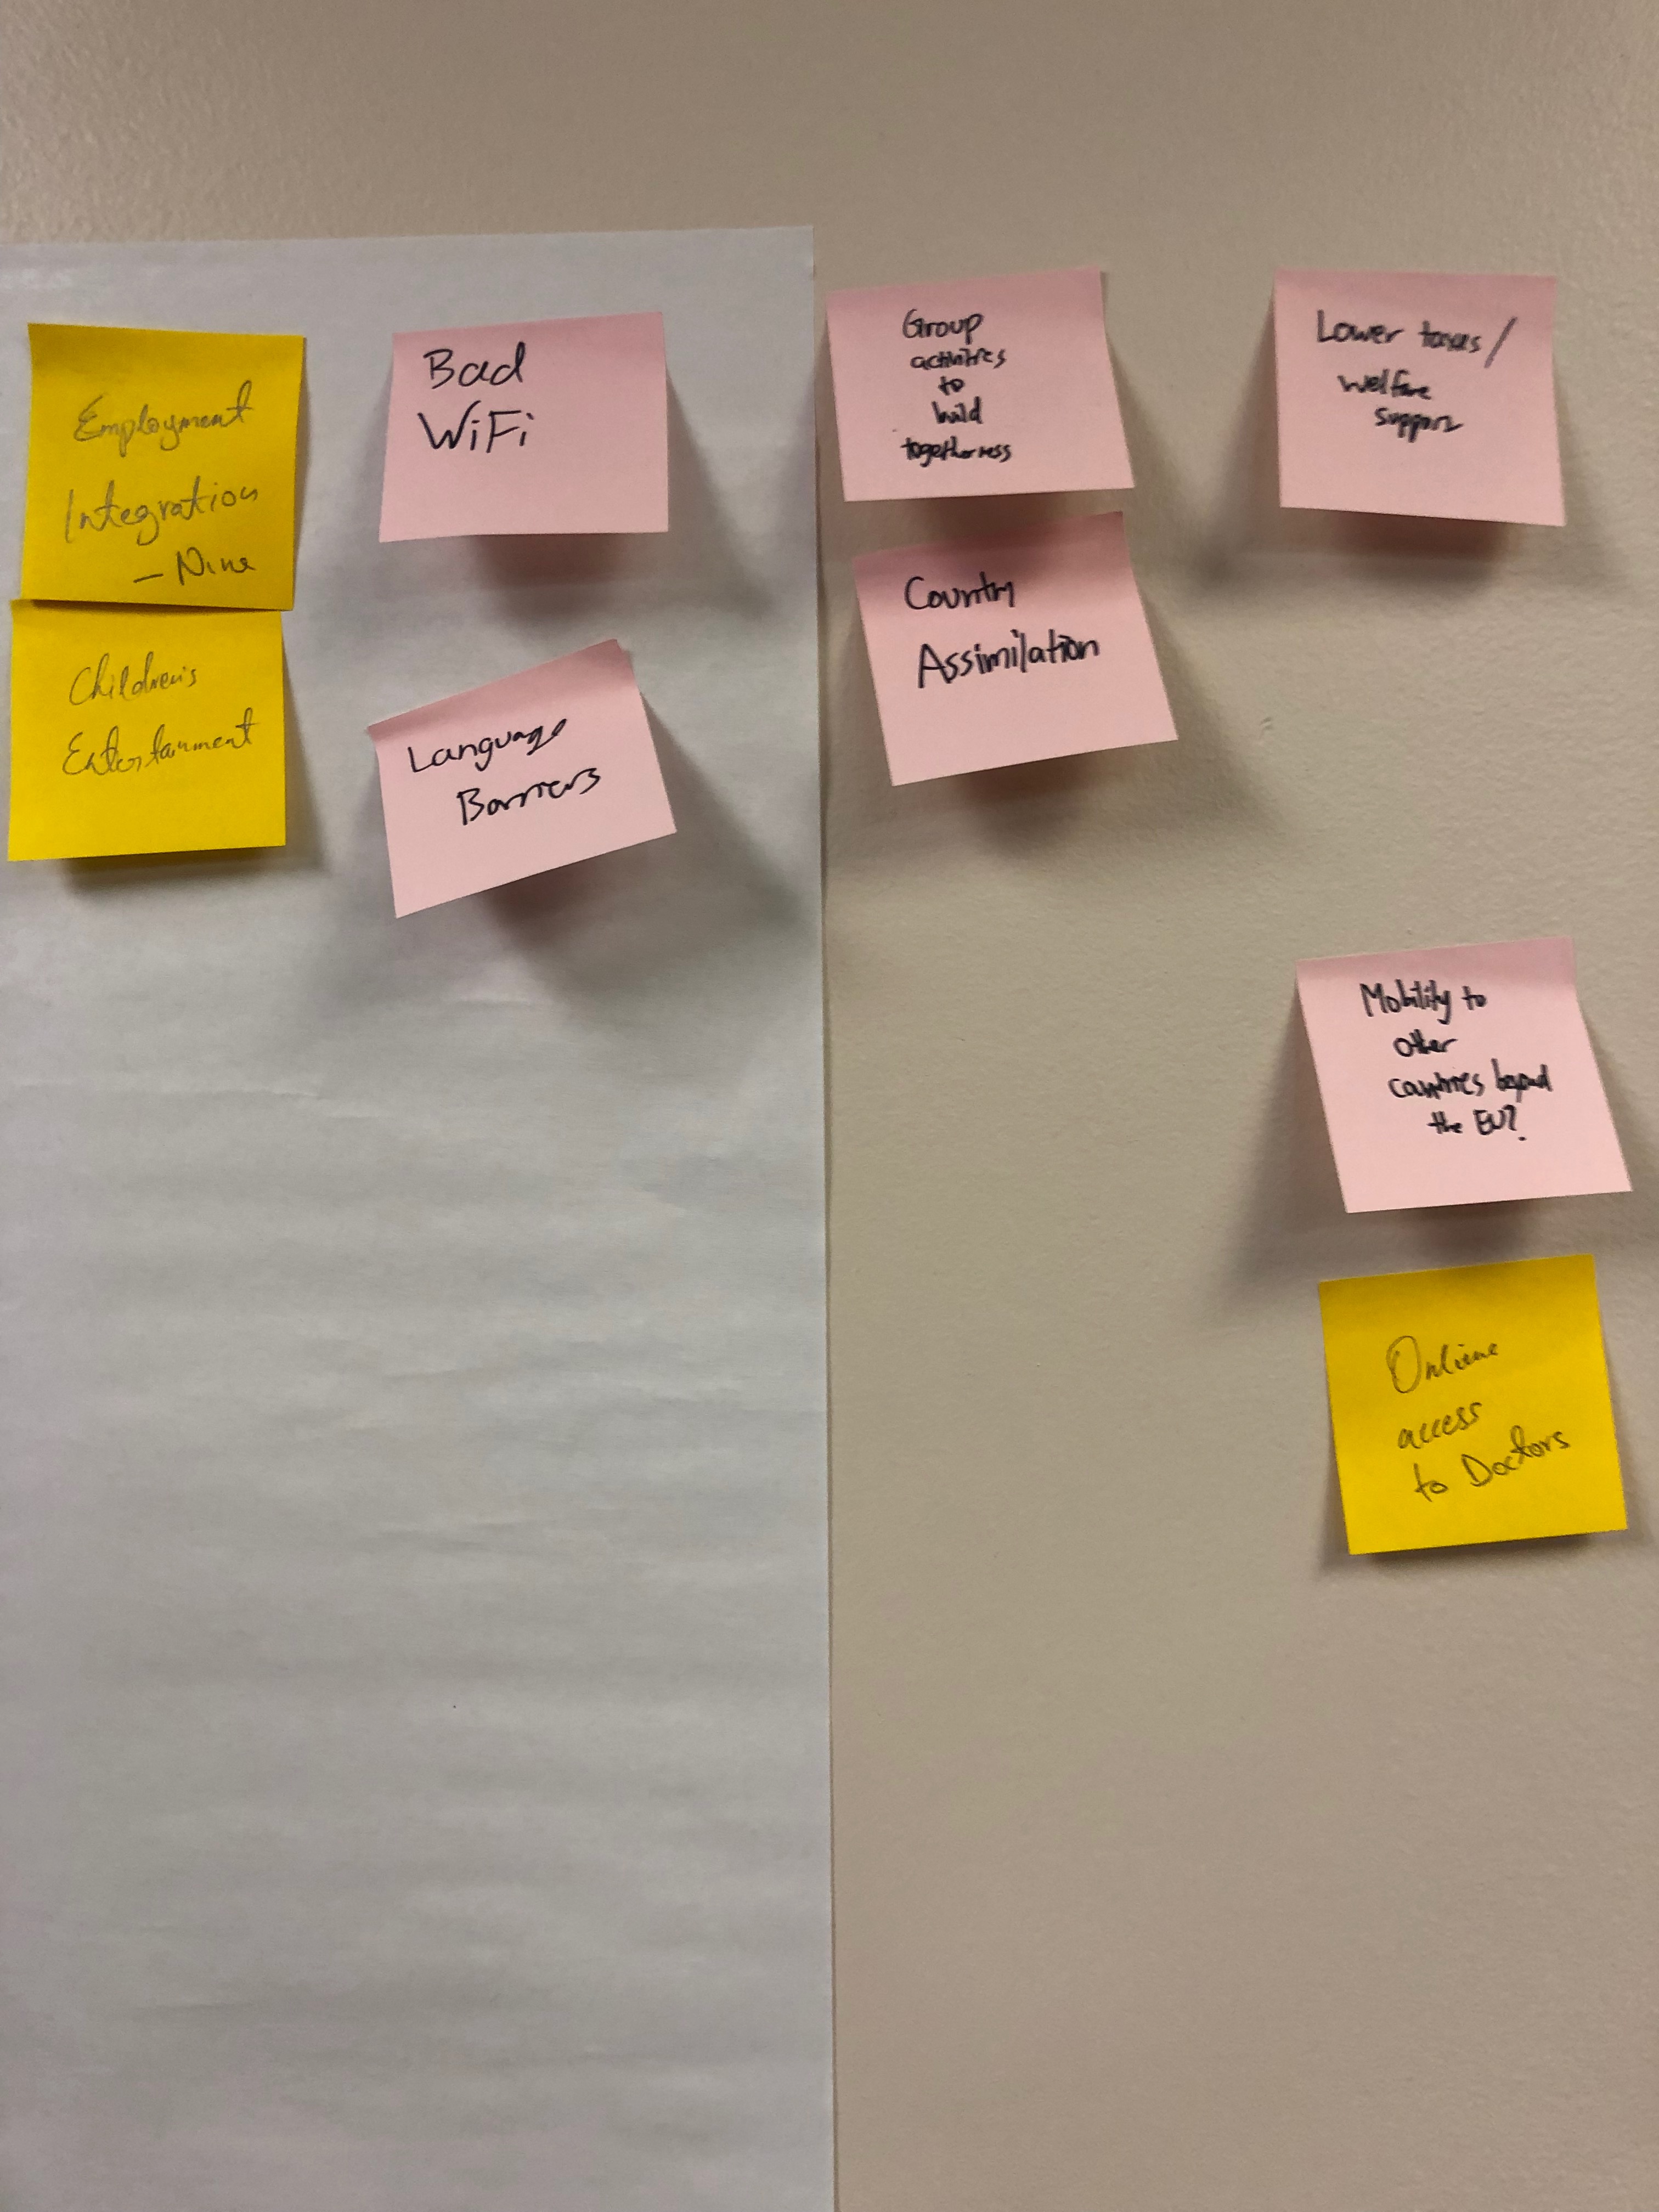 Employment
Integration
— Nine
Children's
Entertainment
Bad
WiFi
Language
Barriers
Group
activities
to
build
togetherness
Country
Assimilation
Lower taxes/
welfare
support
Mobility to
other
countries beyond
the EU?
Online
access
to Doctors